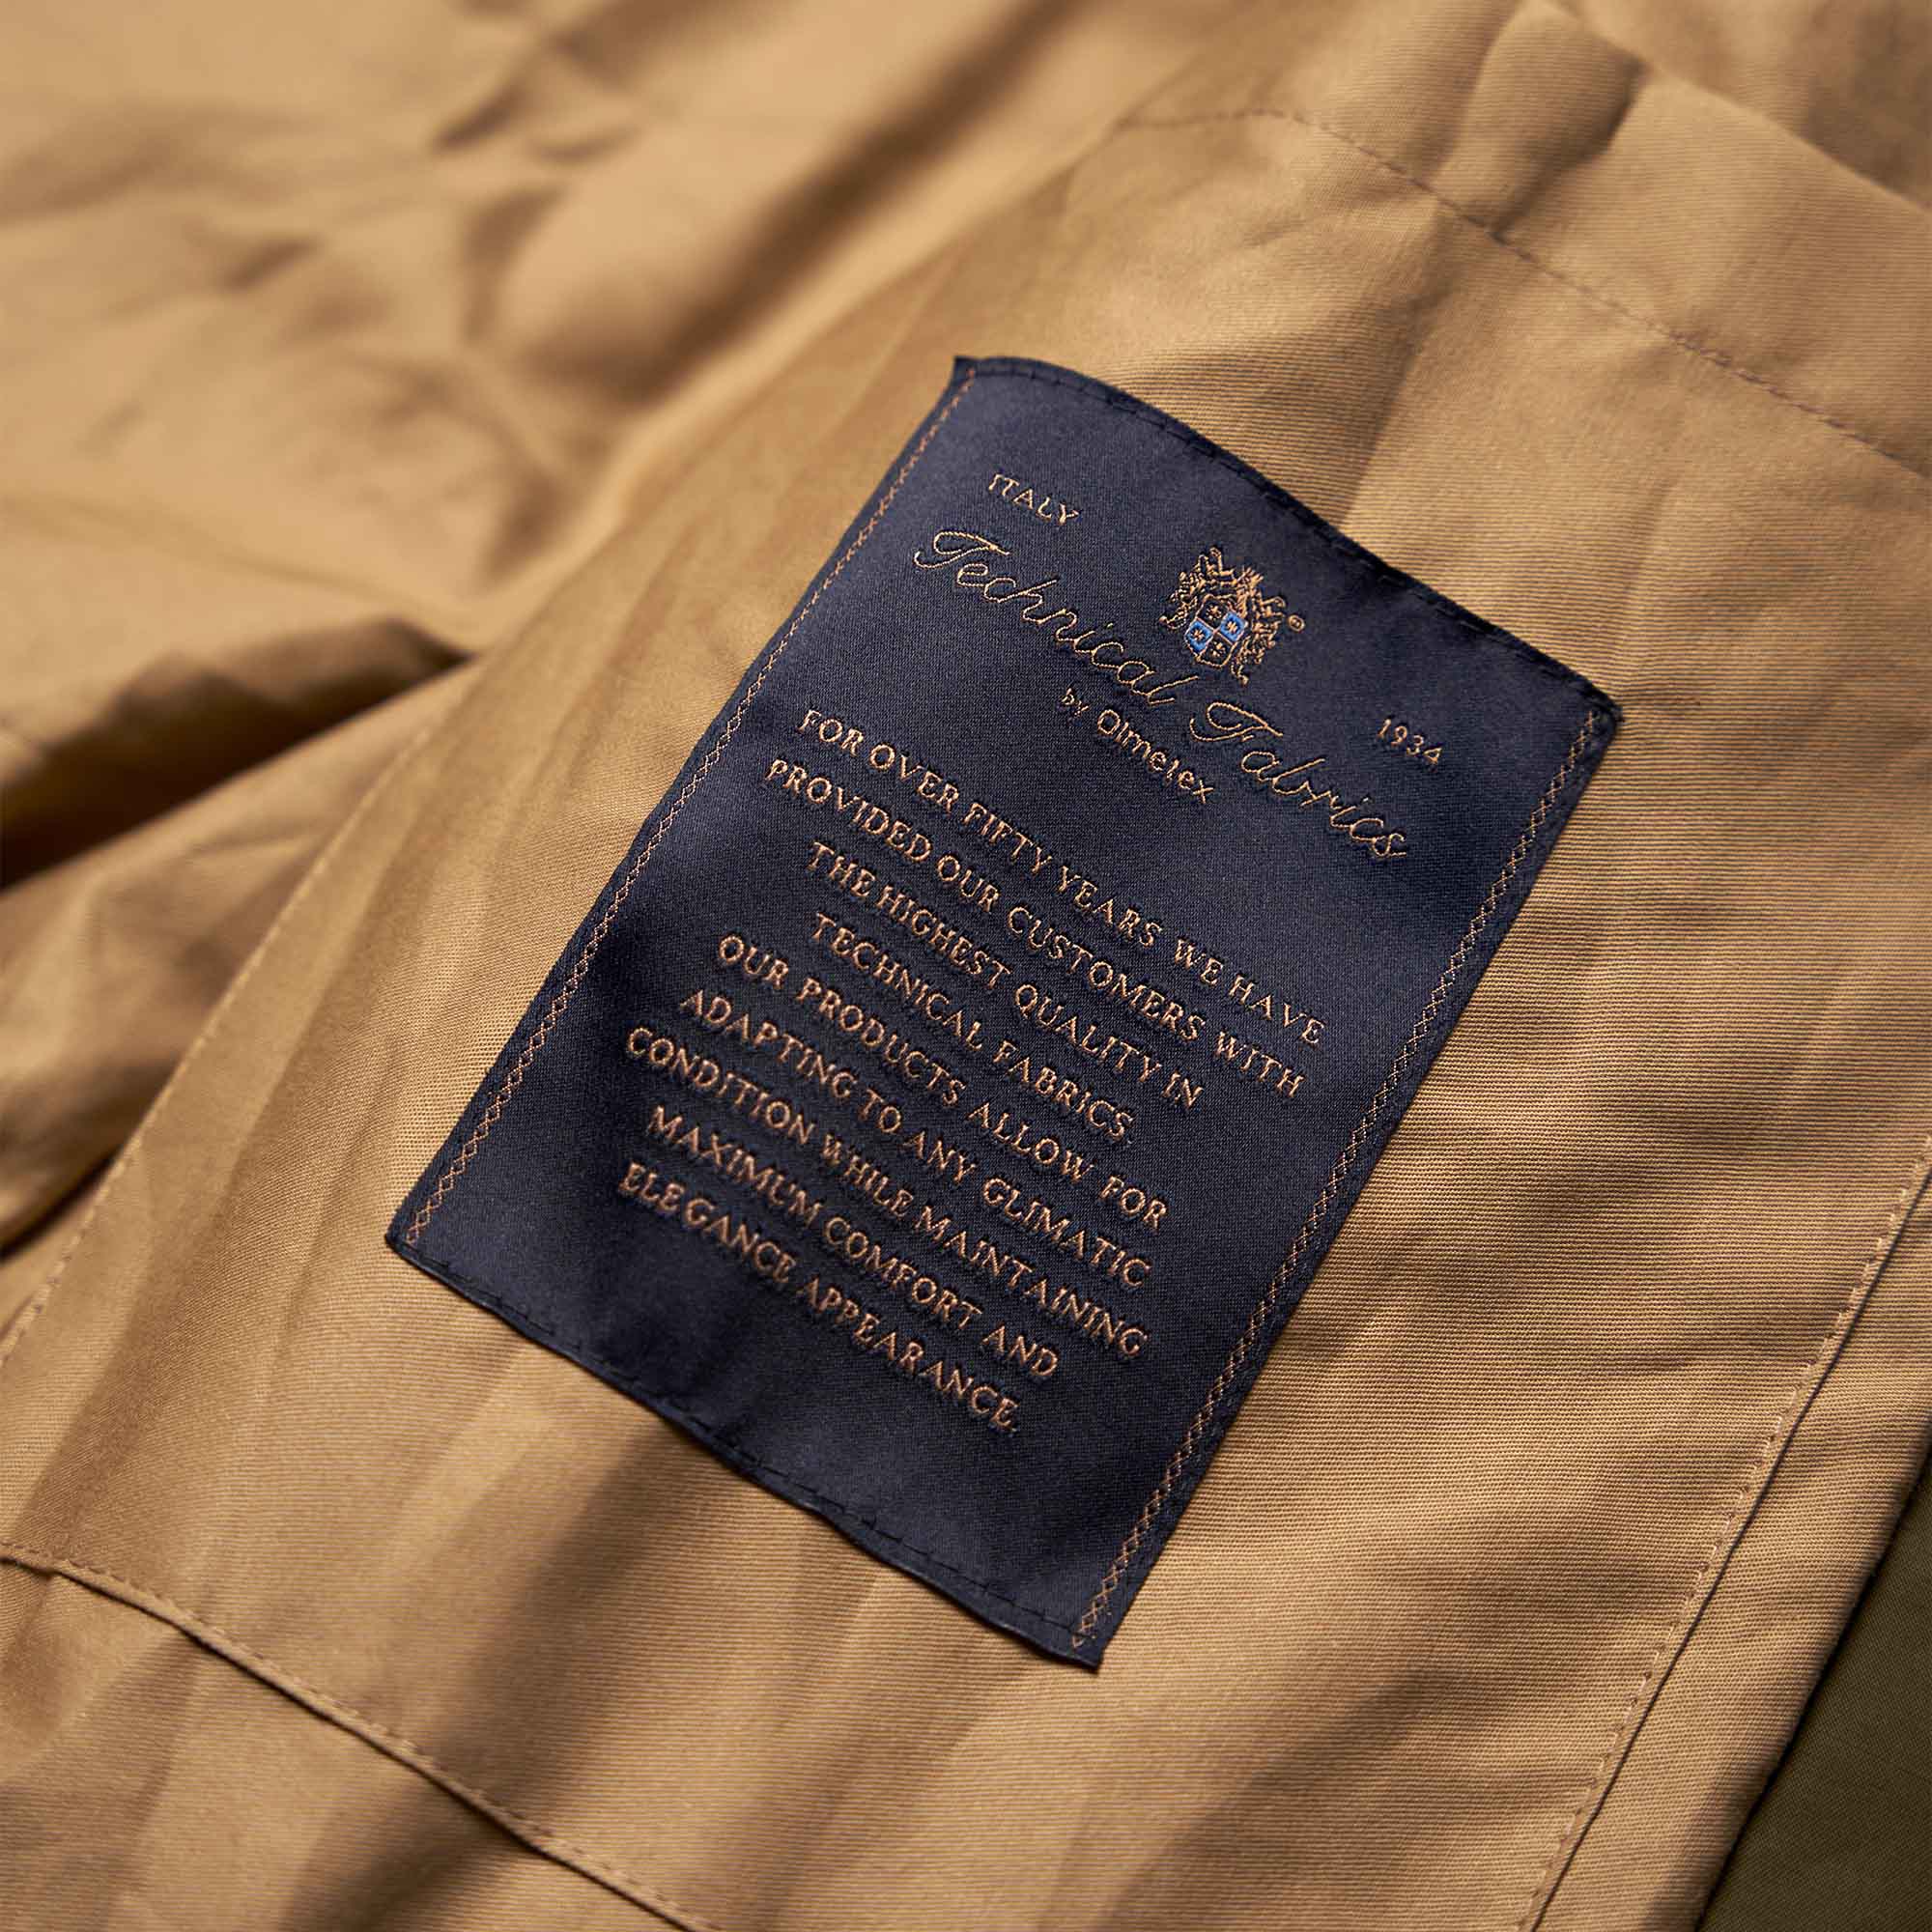 ITALY
®
Technical Fabrics
by Olmetex
1934
FOR OVER FIFTY YEARS WE HAVE
PROVIDED OUR CUSTOMERS WITH
THE HIGHEST QUALITY IN
TECHNICAL FABRICS.
OUR PRODUCTS ALLOW FOR
ADAPTING TO ANY GLIMATIC
CONDITION WHILE MAINTAINING
MAXIMUM COMFORT AND
ELEGANCE APPEARANCE.